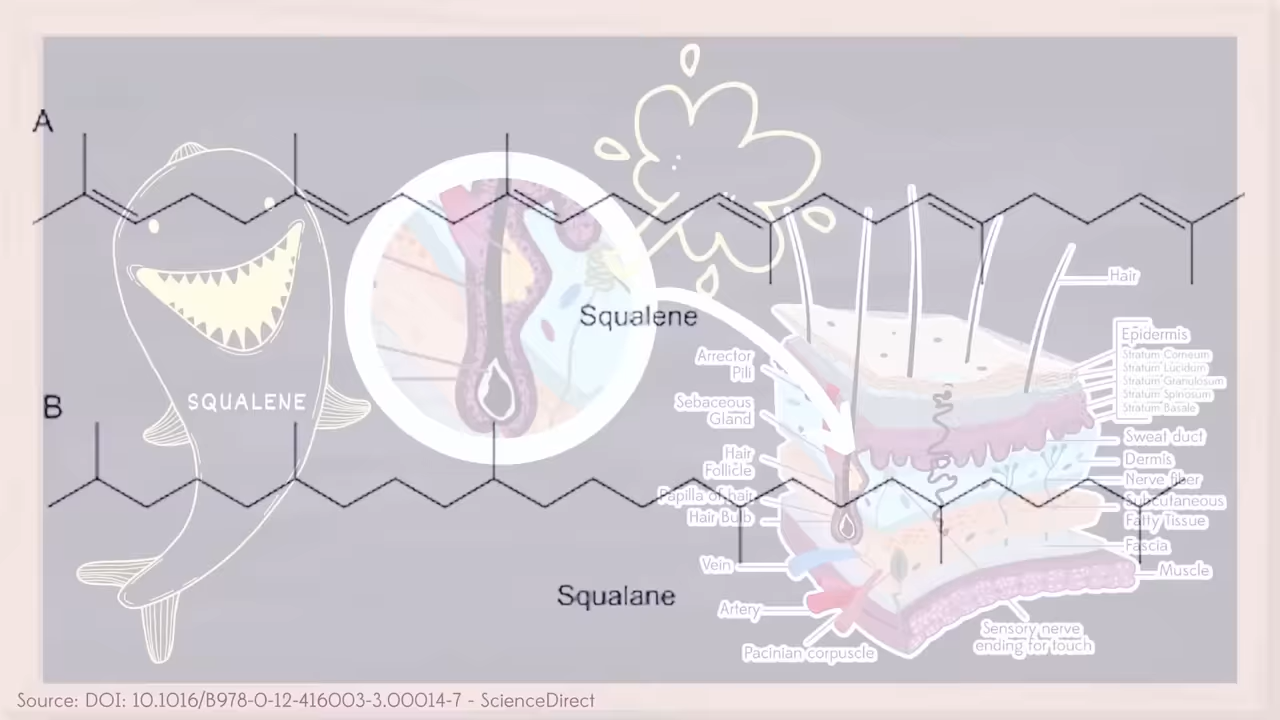 A
Squalene
SQUALENE
B
Squalane
Arrector
Pili
Sebaceous
Gland
Hair
Follicle
Papilla of hair
Hair Bulb
Vein
Artery
Pacinian corpuscle
Hair
Epidermis
Stratum Corneum
Stratum Lucidum
Stratum Granulosum
Stratum Spinosum
Stratum Basale
Sweat duct
Dermis
Nerve fiber
Subcutaneous
Fatty Tissue
Fascia
Muscle
Sensory nerve
ending for touch
Source: DOI: 10.1016/B978-0-12-416003-3.00014-7 - ScienceDirect